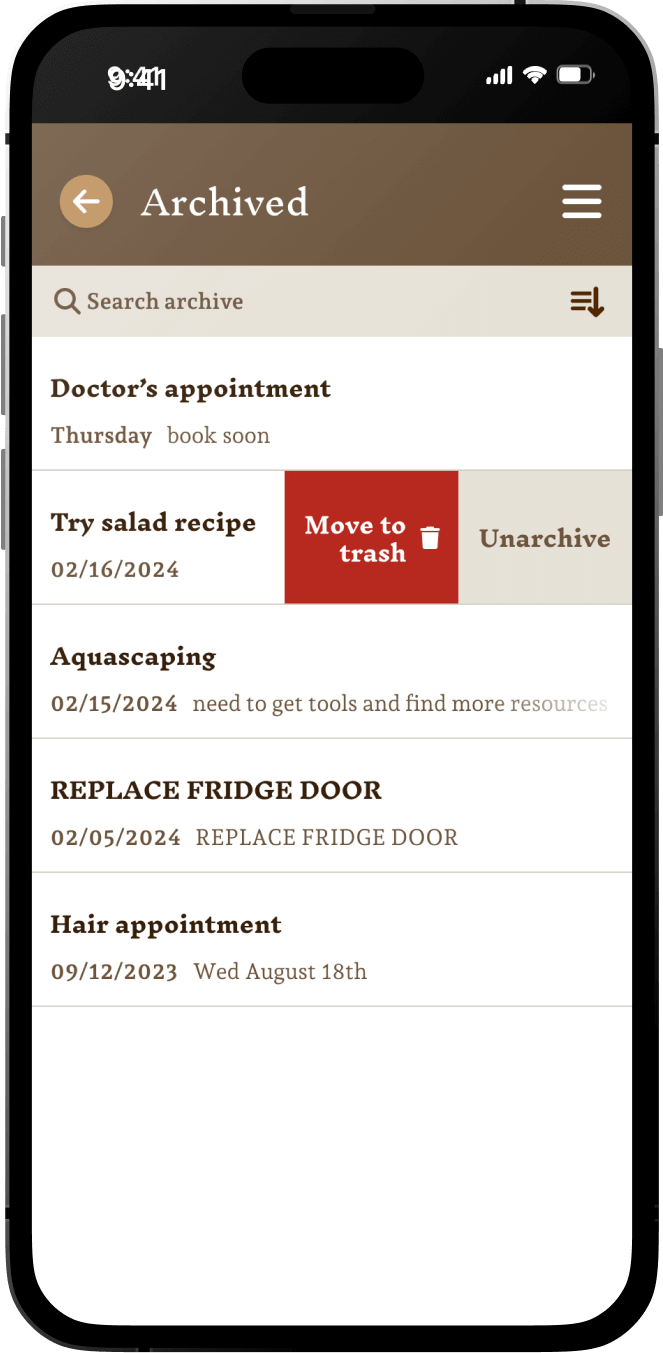 9:41
Archived
Search archive
Doctor’s appointment
Thursday book soon
Try salad recipe
02/16/2024
Move to
trash
Unarchive
Aquascaping
02/15/2024 need to get tools and find more resources
REPLACE FRIDGE DOOR
02/05/2024 REPLACE FRIDGE DOOR
Hair appointment
09/12/2023 Wed August 18th